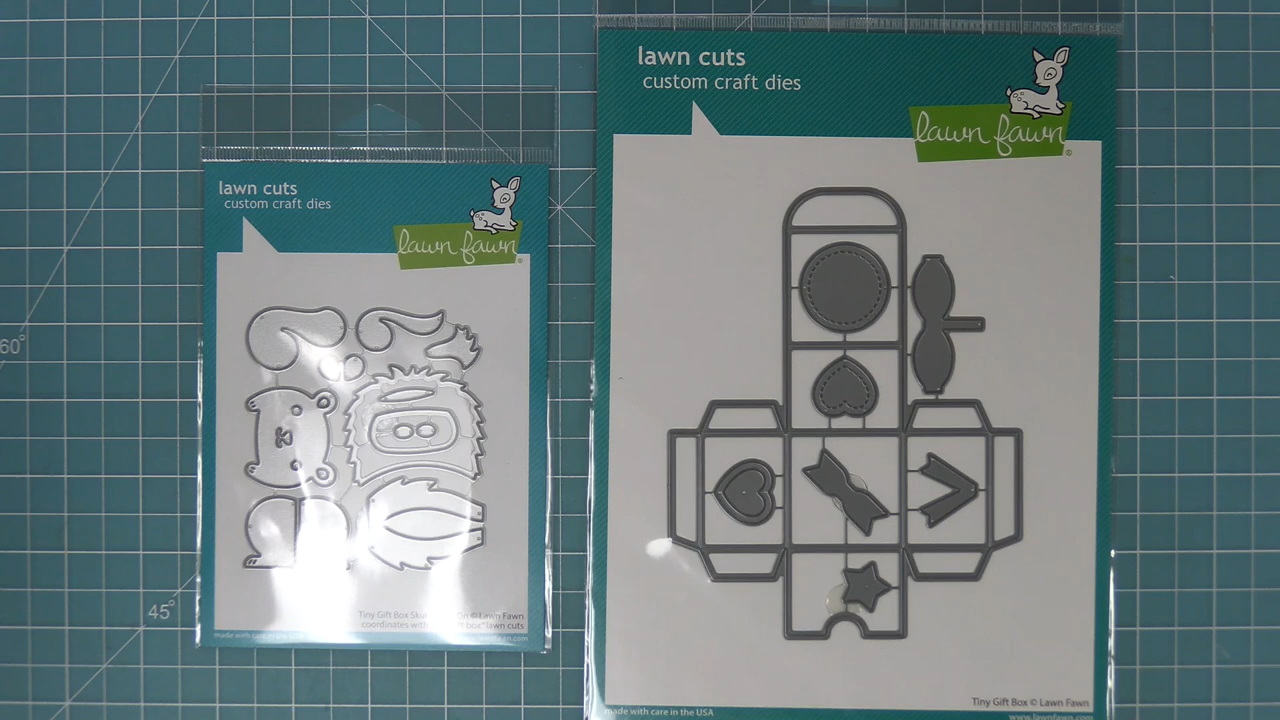 lawn cuts
custom craft dies
lawn fawn
®
Tiny Gift Box © Lawn Fawn
made with care in the USA
www.lawnfawn.com
lawn cuts
custom craft dies
lawn fawn
®
Tiny Gift Box © Lawn Fawn
coordinates with box" lawn cuts
made with care in the
60°
45°